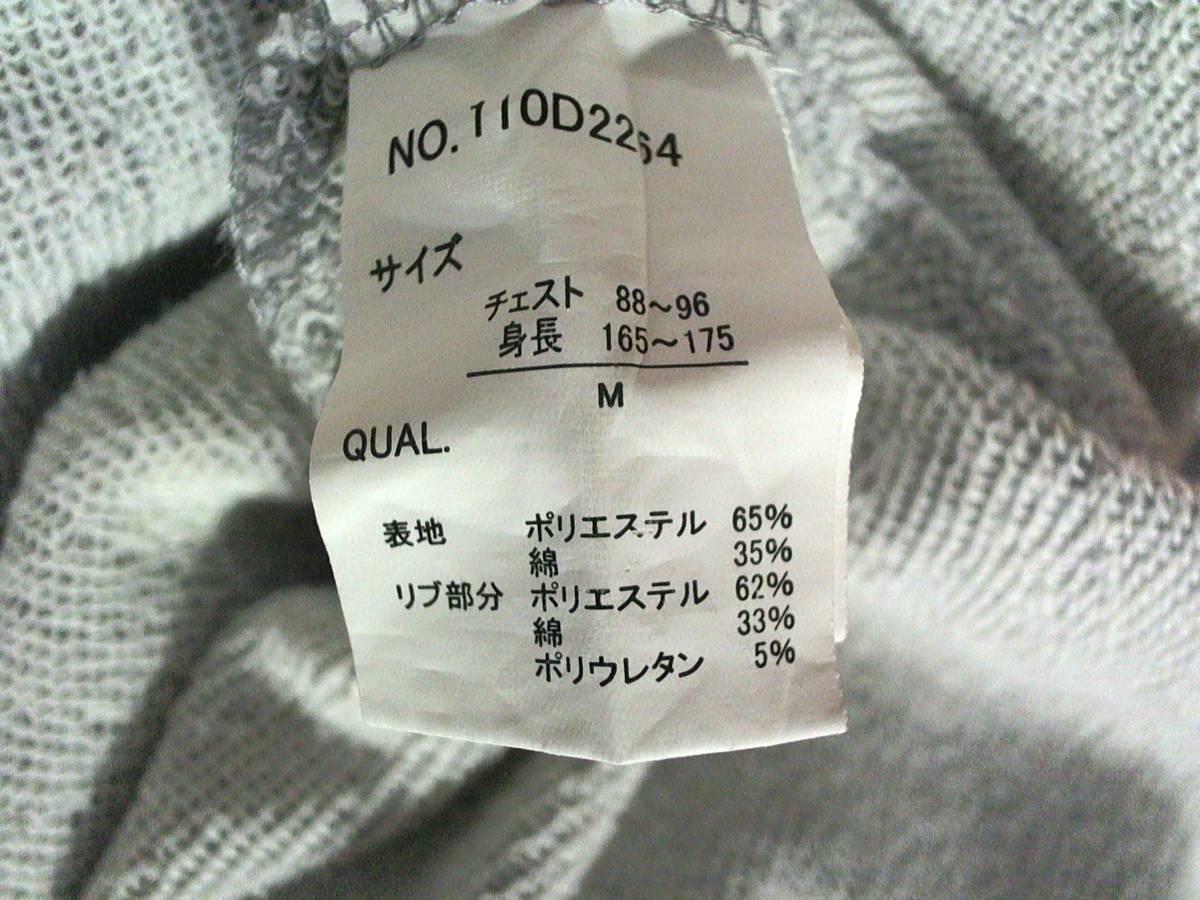 NO.110D2264
サイズ
チェスト 88～96
身長 165～175
M
QUAL.
表地 ポリエステル 65%
綿 35%
リブ部分 ポリエステル 62%
綿 33%
ポリウレタン 5%